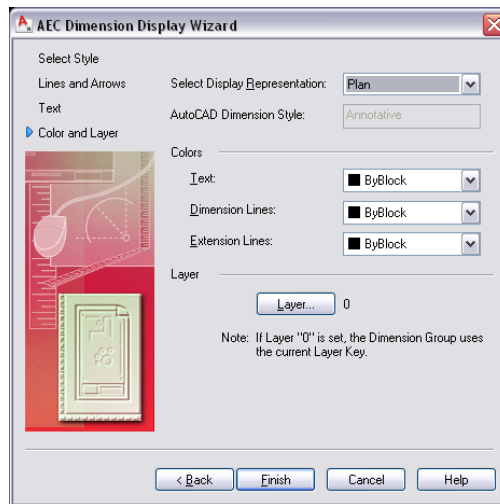 AEC Dimension Display Wizard
Select Style
Lines and Arrows
Text
Color and Layer
Select Display Representation: Plan
AutoCAD Dimension Style: Annotative
Colors
Text: ByBlock
Dimension Lines: ByBlock
Extension Lines: ByBlock
Layer
Layer... 0
Note: If Layer "0" is set, the Dimension Group uses
the current Layer Key.
< Back Finish Cancel Help